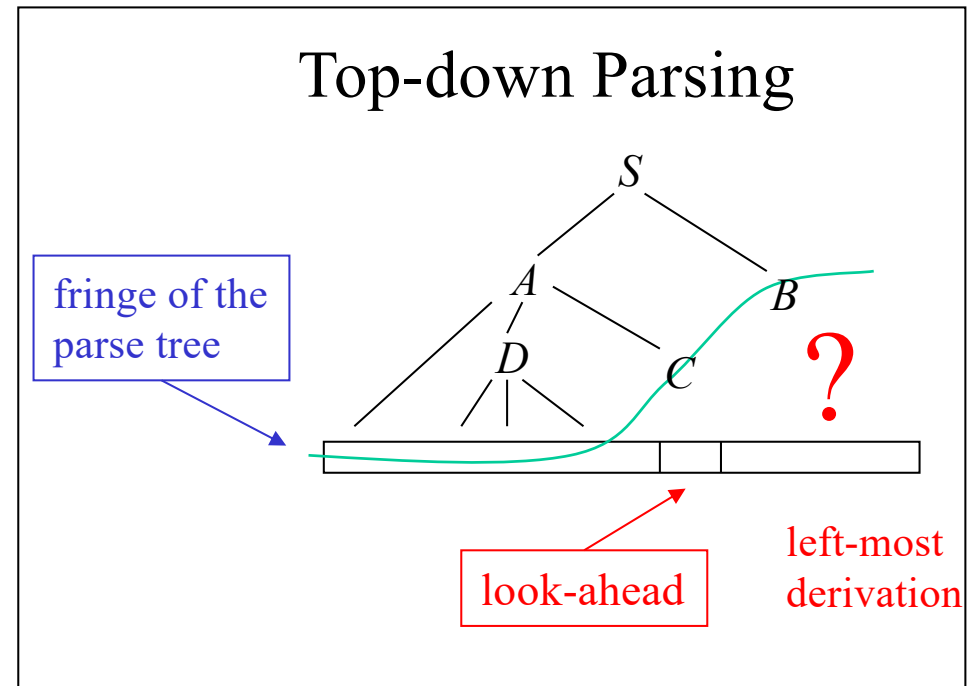 Top-down Parsing
S
A
B
fringe of the
parse tree
D
C
?
look-ahead
left-most
derivation